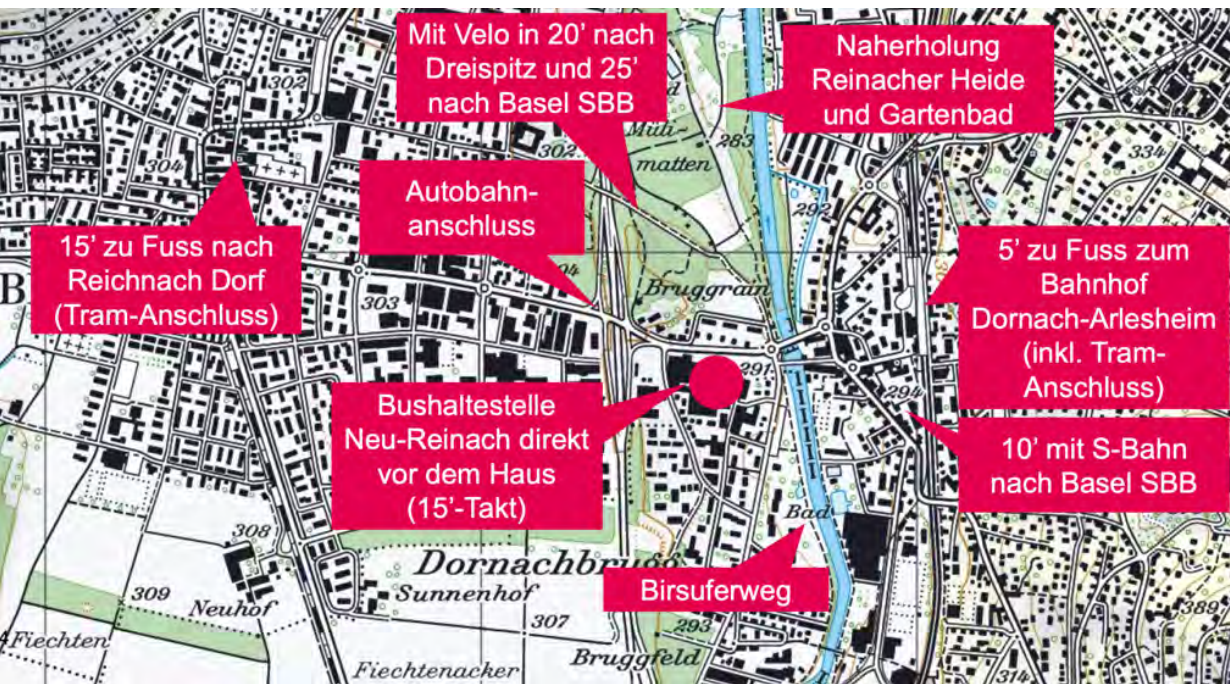 Mit Velo in 20' nach
Dreispitz und 25'
nach Basel SBB
Naherholung
Reinacher Heide
und Gartenbad
Autobahn-
anschluss
15' zu Fuss nach
Reichnach Dorf
(Tram-Anschluss)
5' zu Fuss zum
Bahnhof
Dornach-Arlesheim
(inkl. Tram-
Anschluss)
Bushaltestelle
Neu-Reinach direkt
vor dem Haus
(15'-Takt)
10' mit S-Bahn
nach Basel SBB
Birsuferweg
302
304
302
Müli-
matten
283
334
292
B
303
Bruggrain
291
294
Bad
308
Dornachbrugg
Sunnenhof
309
Neuhof
307
293
389
Fiechten
Fiechtenacker
Bruggfeld
314